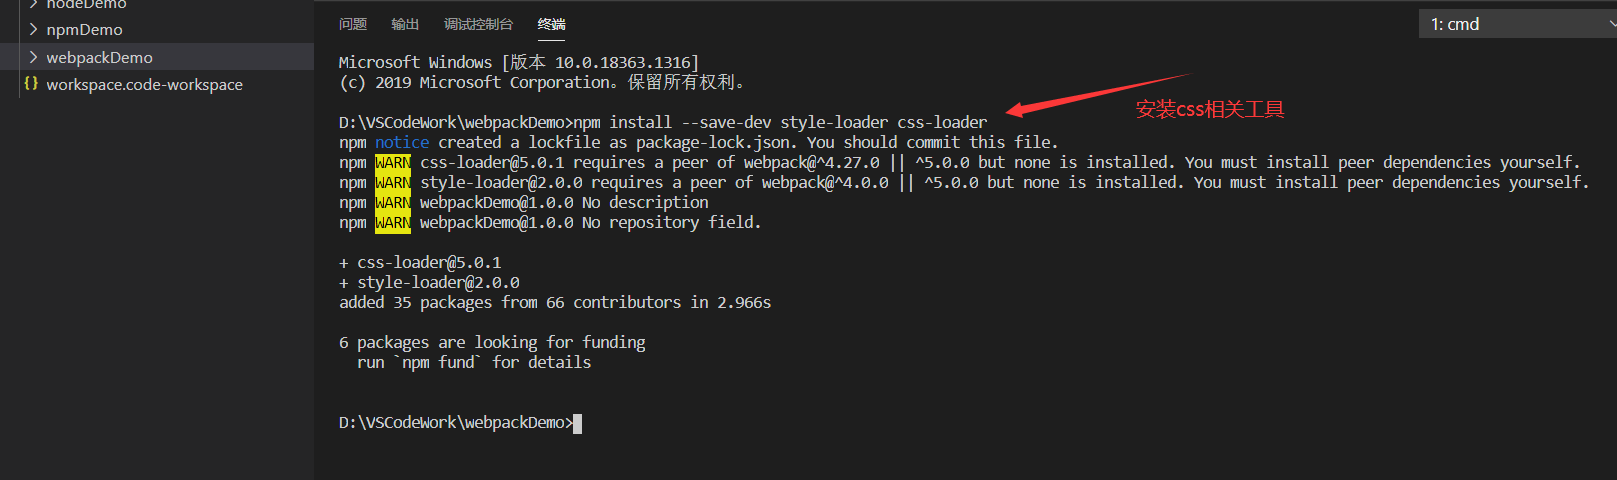 nodeDemo
npmDemo
webpackDemo
{} workspace.code-workspace
问题 输出 调试控制台 终端
1: cmd
Microsoft Windows [版本 10.0.18363.1316]
(c) 2019 Microsoft Corporation。保留所有权利。
D:\VSCodeWork\webpackDemo>npm install --save-dev style-loader css-loader
安装css相关工具
npm notice created a lockfile as package-lock.json. You should commit this file.
npm WARN css-loader@5.0.1 requires a peer of webpack@^4.27.0 || ^5.0.0 but none is installed. You must install peer dependencies yourself.
npm WARN style-loader@2.0.0 requires a peer of webpack@^4.0.0 || ^5.0.0 but none is installed. You must install peer dependencies yourself.
npm WARN webpackDemo@1.0.0 No description
npm WARN webpackDemo@1.0.0 No repository field.
+ css-loader@5.0.1
+ style-loader@2.0.0
added 35 packages from 66 contributors in 2.966s
6 packages are looking for funding
run `npm fund` for details
D:\VSCodeWork\webpackDemo>